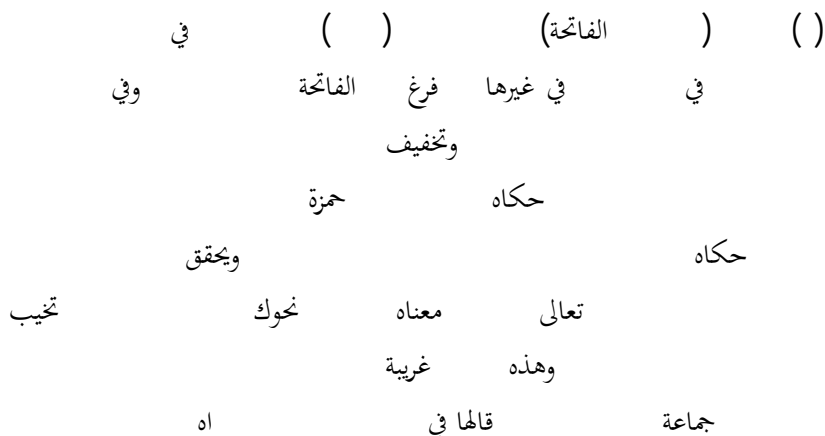 ( ) ( الفاتحة) ( ) في
في في غيرها فرغ الفاتحة وفي
وتخفيف
حكاه حمزة
حكاه ويحقق
تعالى معناه نحوك تخيب
وهذه غريبة
جماعة قالها في اه